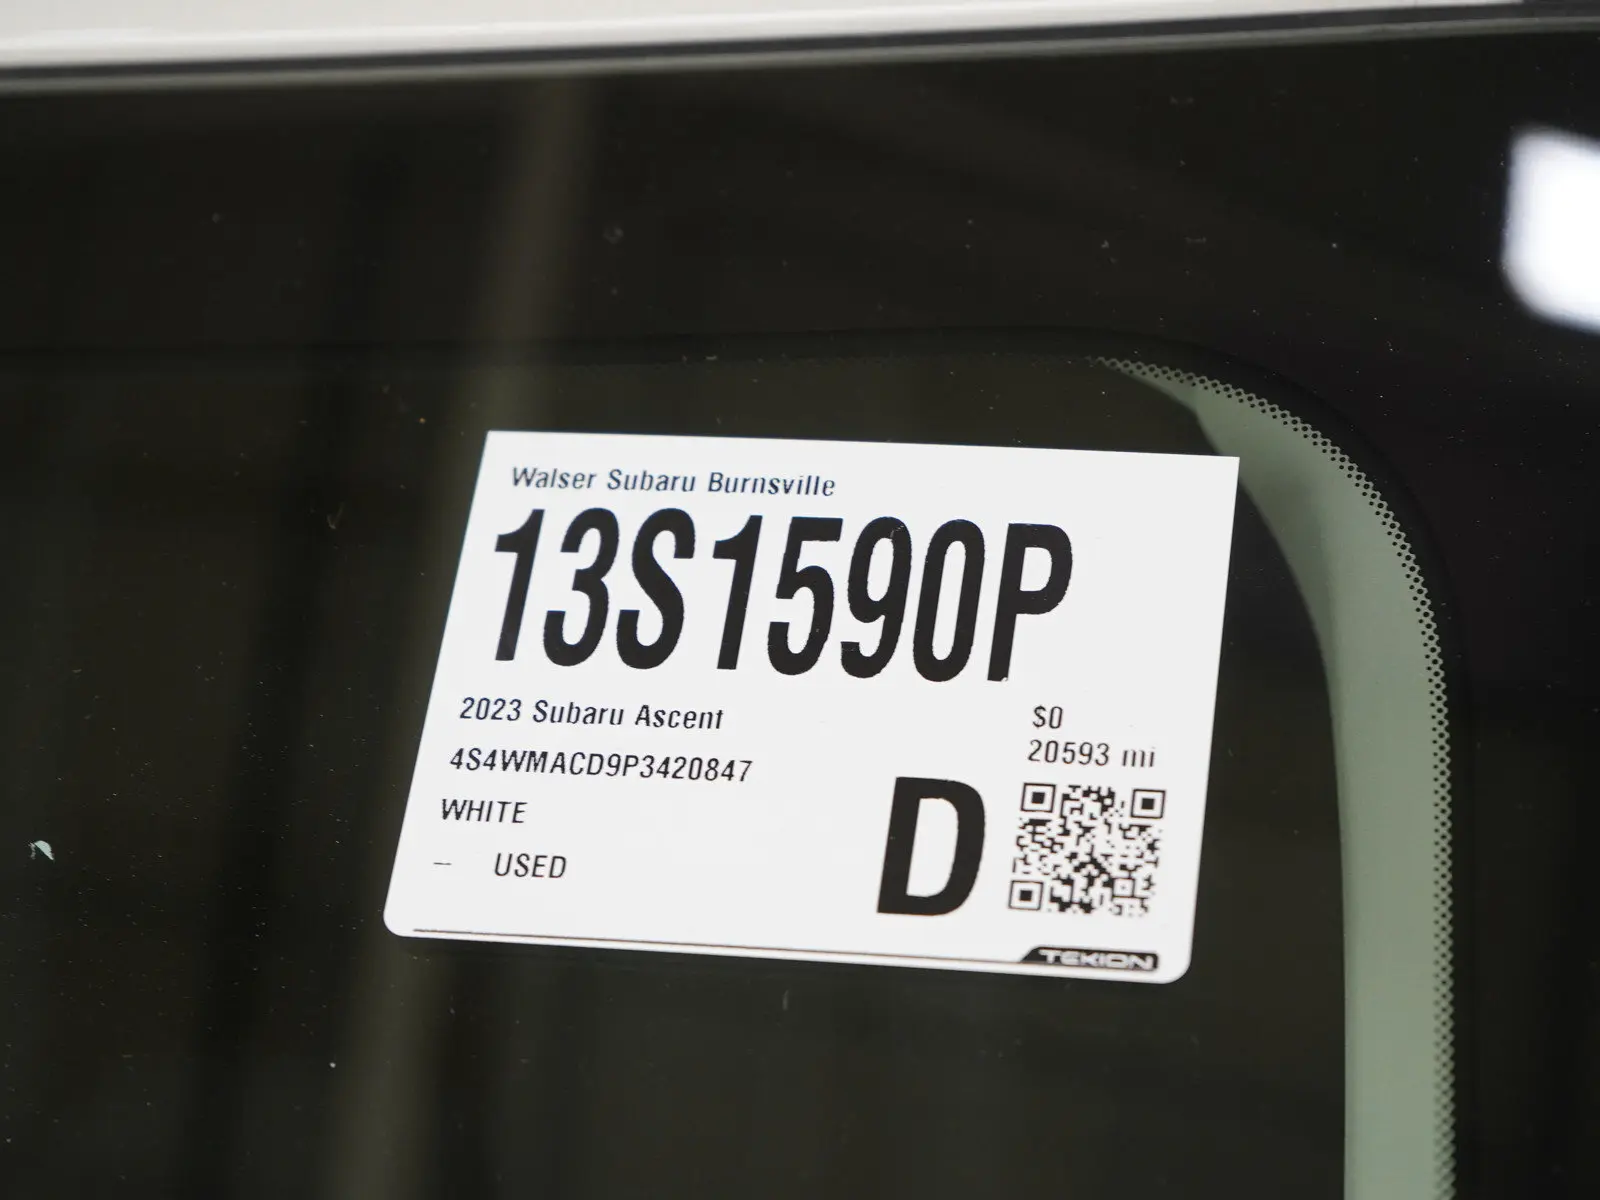 Walser Subaru Burnsville
13S1590P
2023 Subaru Ascent
$0
4S4WMACD9P3420847
20593 mi
WHITE
D
– USED
TEKION